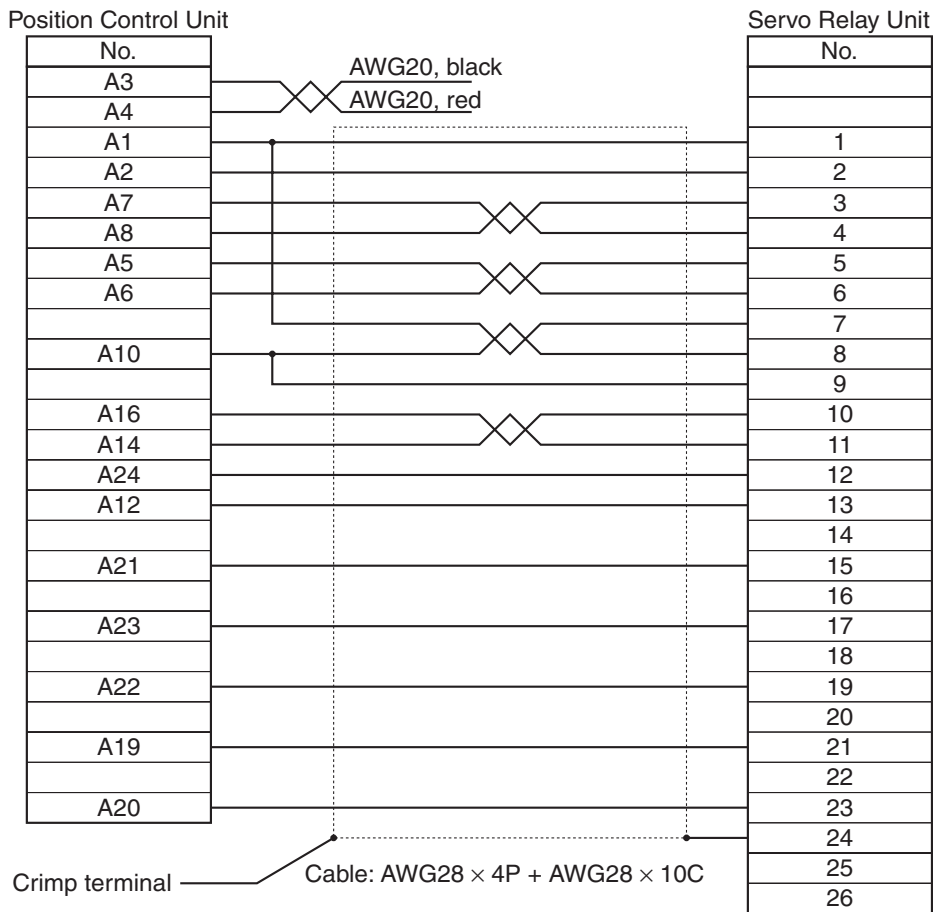 Position Control Unit
Servo Relay Unit
No.
No.
A3
AWG20, black
A4
AWG20, red
A1
1
A2
2
A7
3
A8
4
A5
5
A6
6
7
A10
8
9
A16
10
A14
11
A24
12
A12
13
14
A21
15
16
A23
17
18
A22
19
20
A19
21
22
A20
23
24
Crimp terminal
Cable: AWG28 × 4P + AWG28 × 10C
25
26